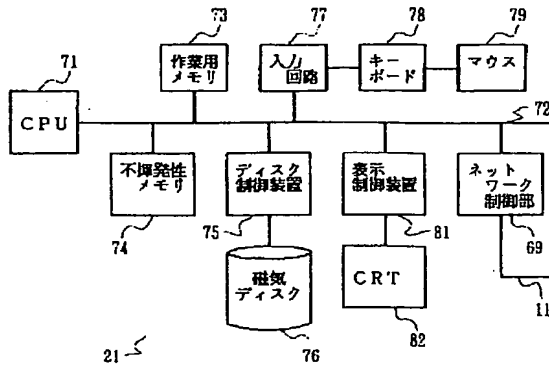 73
77
78
79
71
作業用
メモリ
入力
回路
キー
ボード
マウス
CPU
72
不揮発性
メモリ
ディスク
制御装置
表示
制御装置
ネット
ワーク
制御部
74
75
81
69
磁気
ディスク
CRT
11
21
76
82